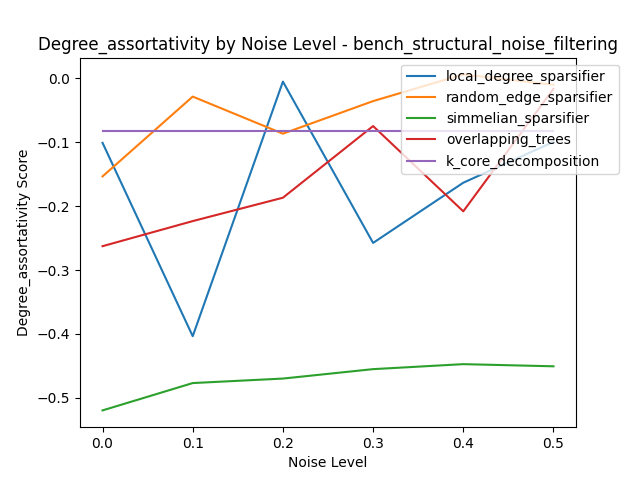 Degree_assortativity by Noise Level - bench_structural_noise_filtering
local_degree_sparsifier
random_edge_sparsifier
simmelian_sparsifier
overlapping_trees
k_core_decomposition
Degree_assortativity Score
0.0
−0.1
−0.2
−0.3
−0.4
−0.5
0.0 0.1 0.2 0.3 0.4 0.5
Noise Level